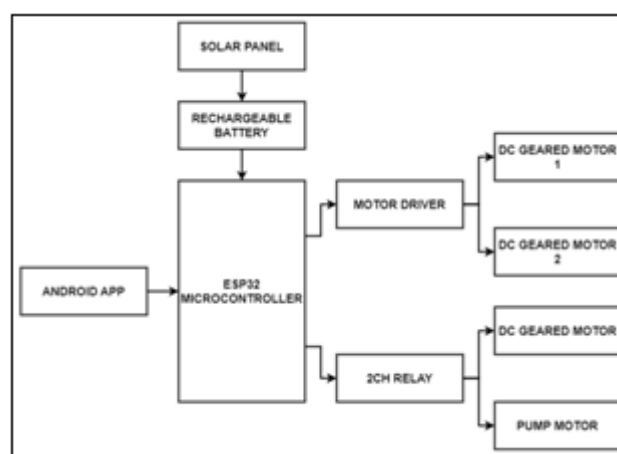 SOLAR PANEL
RECHARGEABLE
BATTERY
DC GEARED MOTOR
1
MOTOR DRIVER
DC GEARED MOTOR
2
ESP32
MICROCONTROLLER
ANDROID APP
DC GEARED MOTOR
2CH RELAY
PUMP MOTOR